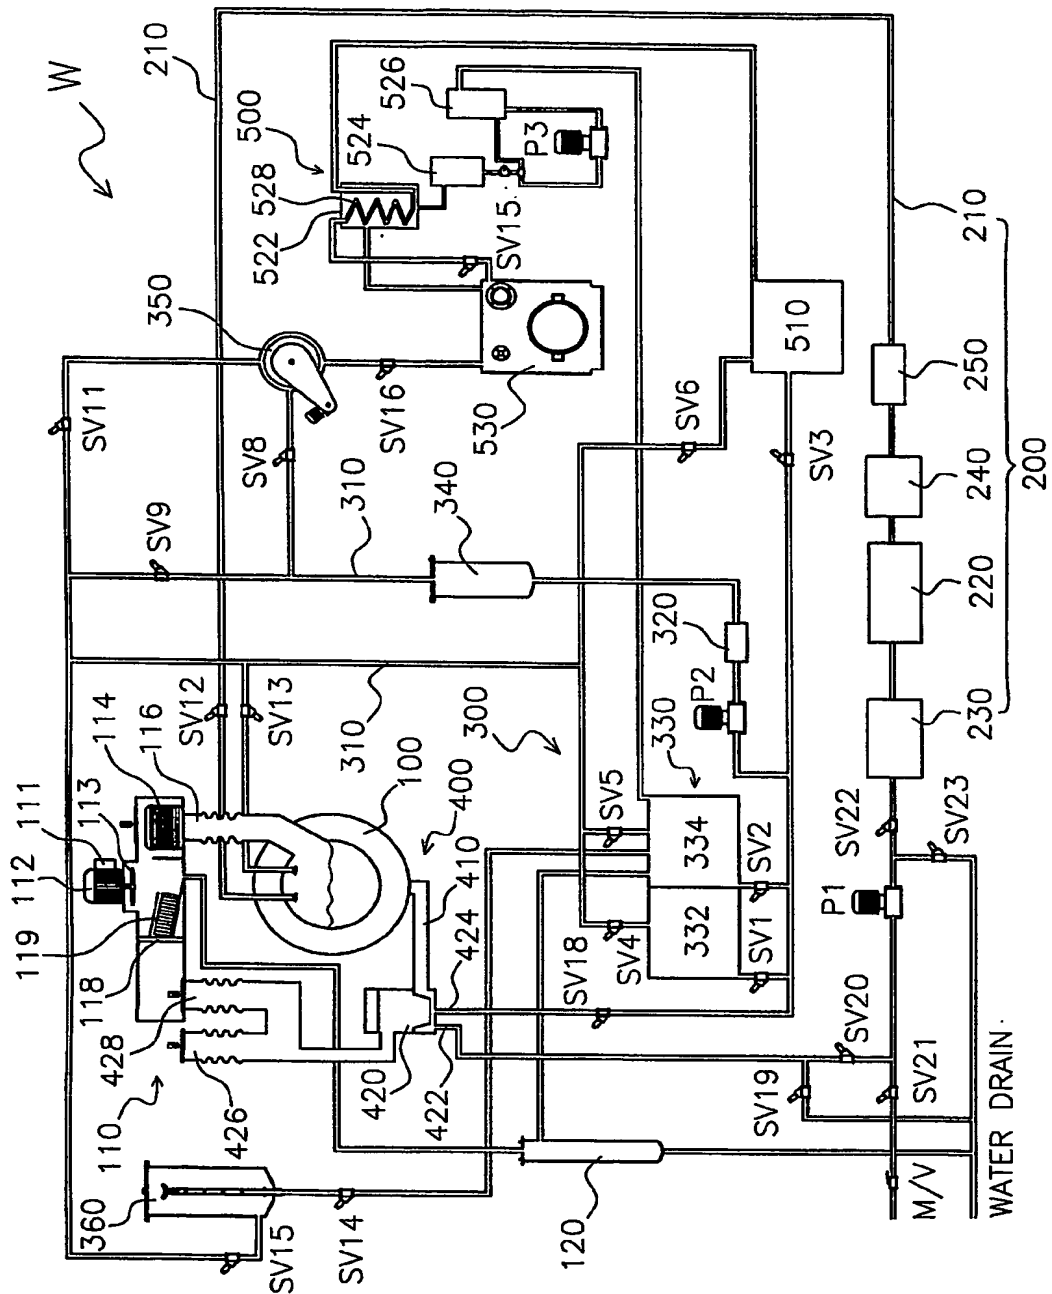 W
210
500
522
528
524
526
P3
SV15
350
SV11
SV8
SV16
530
510
210
250
SV6
SV3
240
200
SV9
310
340
220
320
P2
330
230
SV12
SV13
310
300
114
116
111
113
112
100
400
410
424
SV5
334
332
SV2
SV1
SV4
SV18
SV22
SV23
P1
119
118
428
110
426
420
422
SV20
SV19
SV21
360
SV15
SV14
120
M/V
WATER DRAIN